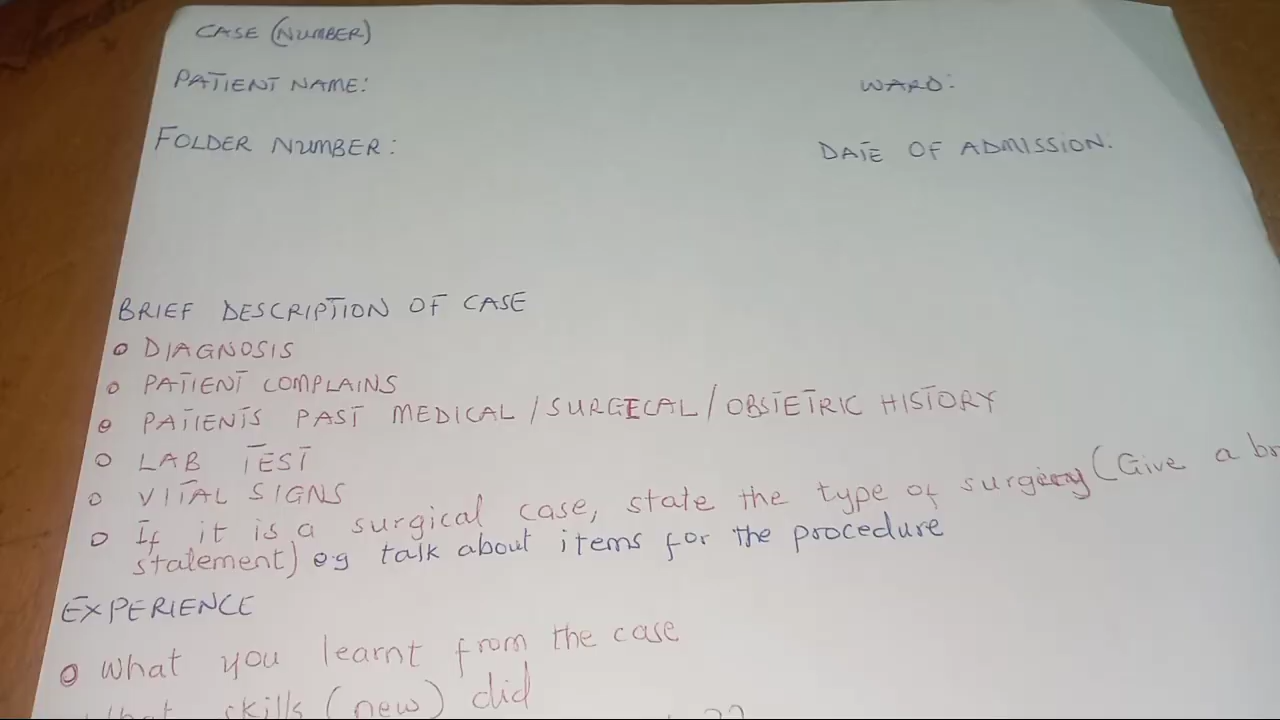 CASE (NUMBER)
PATIENT NAME:
WARD:
FOLDER NUMBER:
DATE OF ADMISSION:
BRIEF DESCRIPTION OF CASE
DIAGNOSIS
PATIENT COMPLAINS
PATIENTS PAST MEDICAL / SURGECAL / OBSTETRIC HISTORY
LAB TEST
VITAL SIGNS
If it is a surgical case, state the type of surgery (Give a
statement) eg talk about items for the procedure
EXPERIENCE
What you learnt from the case
What skills (new) did